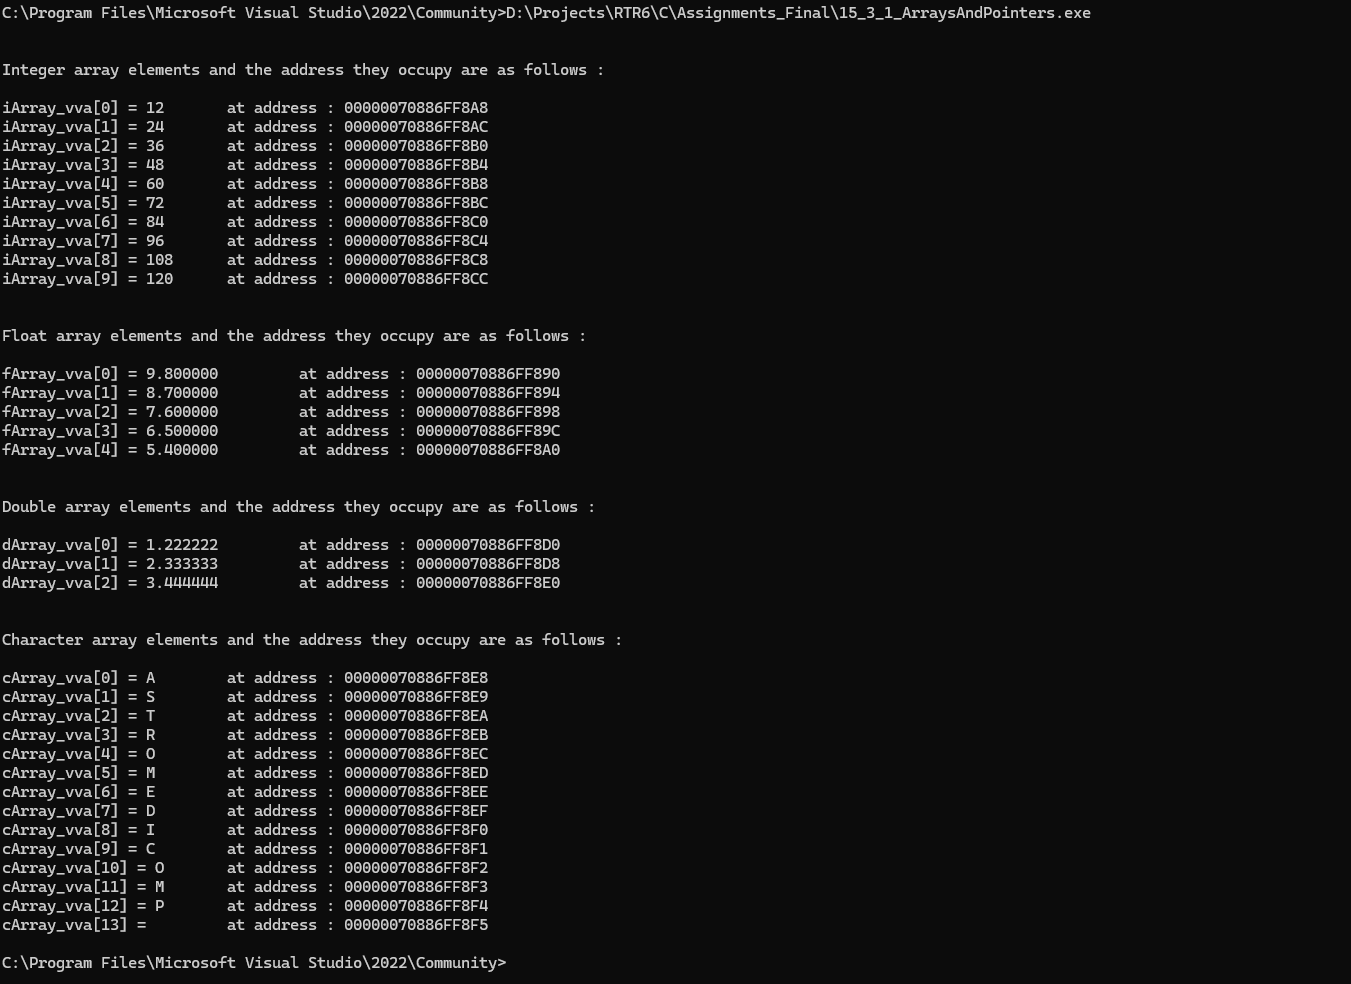 C:\Program Files\Microsoft Visual Studio\2022\Community>D:\Projects\RTR6\C\Assignments_Final\15_3_1_ArraysAndPointers.exe
Integer array elements and the address they occupy are as follows :
iArray_vva[0] = 12       at address : 00000070886FF8A8
iArray_vva[1] = 24       at address : 00000070886FF8AC
iArray_vva[2] = 36       at address : 00000070886FF8B0
iArray_vva[3] = 48       at address : 00000070886FF8B4
iArray_vva[4] = 60       at address : 00000070886FF8B8
iArray_vva[5] = 72       at address : 00000070886FF8BC
iArray_vva[6] = 84       at address : 00000070886FF8C0
iArray_vva[7] = 96       at address : 00000070886FF8C4
iArray_vva[8] = 108      at address : 00000070886FF8C8
iArray_vva[9] = 120      at address : 00000070886FF8CC
Float array elements and the address they occupy are as follows :
fArray_vva[0] = 9.800000         at address : 00000070886FF890
fArray_vva[1] = 8.700000         at address : 00000070886FF894
fArray_vva[2] = 7.600000         at address : 00000070886FF898
fArray_vva[3] = 6.500000         at address : 00000070886FF89C
fArray_vva[4] = 5.400000         at address : 00000070886FF8A0
Double array elements and the address they occupy are as follows :
dArray_vva[0] = 1.222222         at address : 00000070886FF8D0
dArray_vva[1] = 2.333333         at address : 00000070886FF8D8
dArray_vva[2] = 3.444444         at address : 00000070886FF8E0
Character array elements and the address they occupy are as follows :
cArray_vva[0] = A        at address : 00000070886FF8E8
cArray_vva[1] = S        at address : 00000070886FF8E9
cArray_vva[2] = T        at address : 00000070886FF8EA
cArray_vva[3] = R        at address : 00000070886FF8EB
cArray_vva[4] = O        at address : 00000070886FF8EC
cArray_vva[5] = M        at address : 00000070886FF8ED
cArray_vva[6] = E        at address : 00000070886FF8EE
cArray_vva[7] = D        at address : 00000070886FF8EF
cArray_vva[8] = I        at address : 00000070886FF8F0
cArray_vva[9] = C        at address : 00000070886FF8F1
cArray_vva[10] = O       at address : 00000070886FF8F2
cArray_vva[11] = M       at address : 00000070886FF8F3
cArray_vva[12] = P       at address : 00000070886FF8F4
cArray_vva[13] =         at address : 00000070886FF8F5
C:\Program Files\Microsoft Visual Studio\2022\Community>